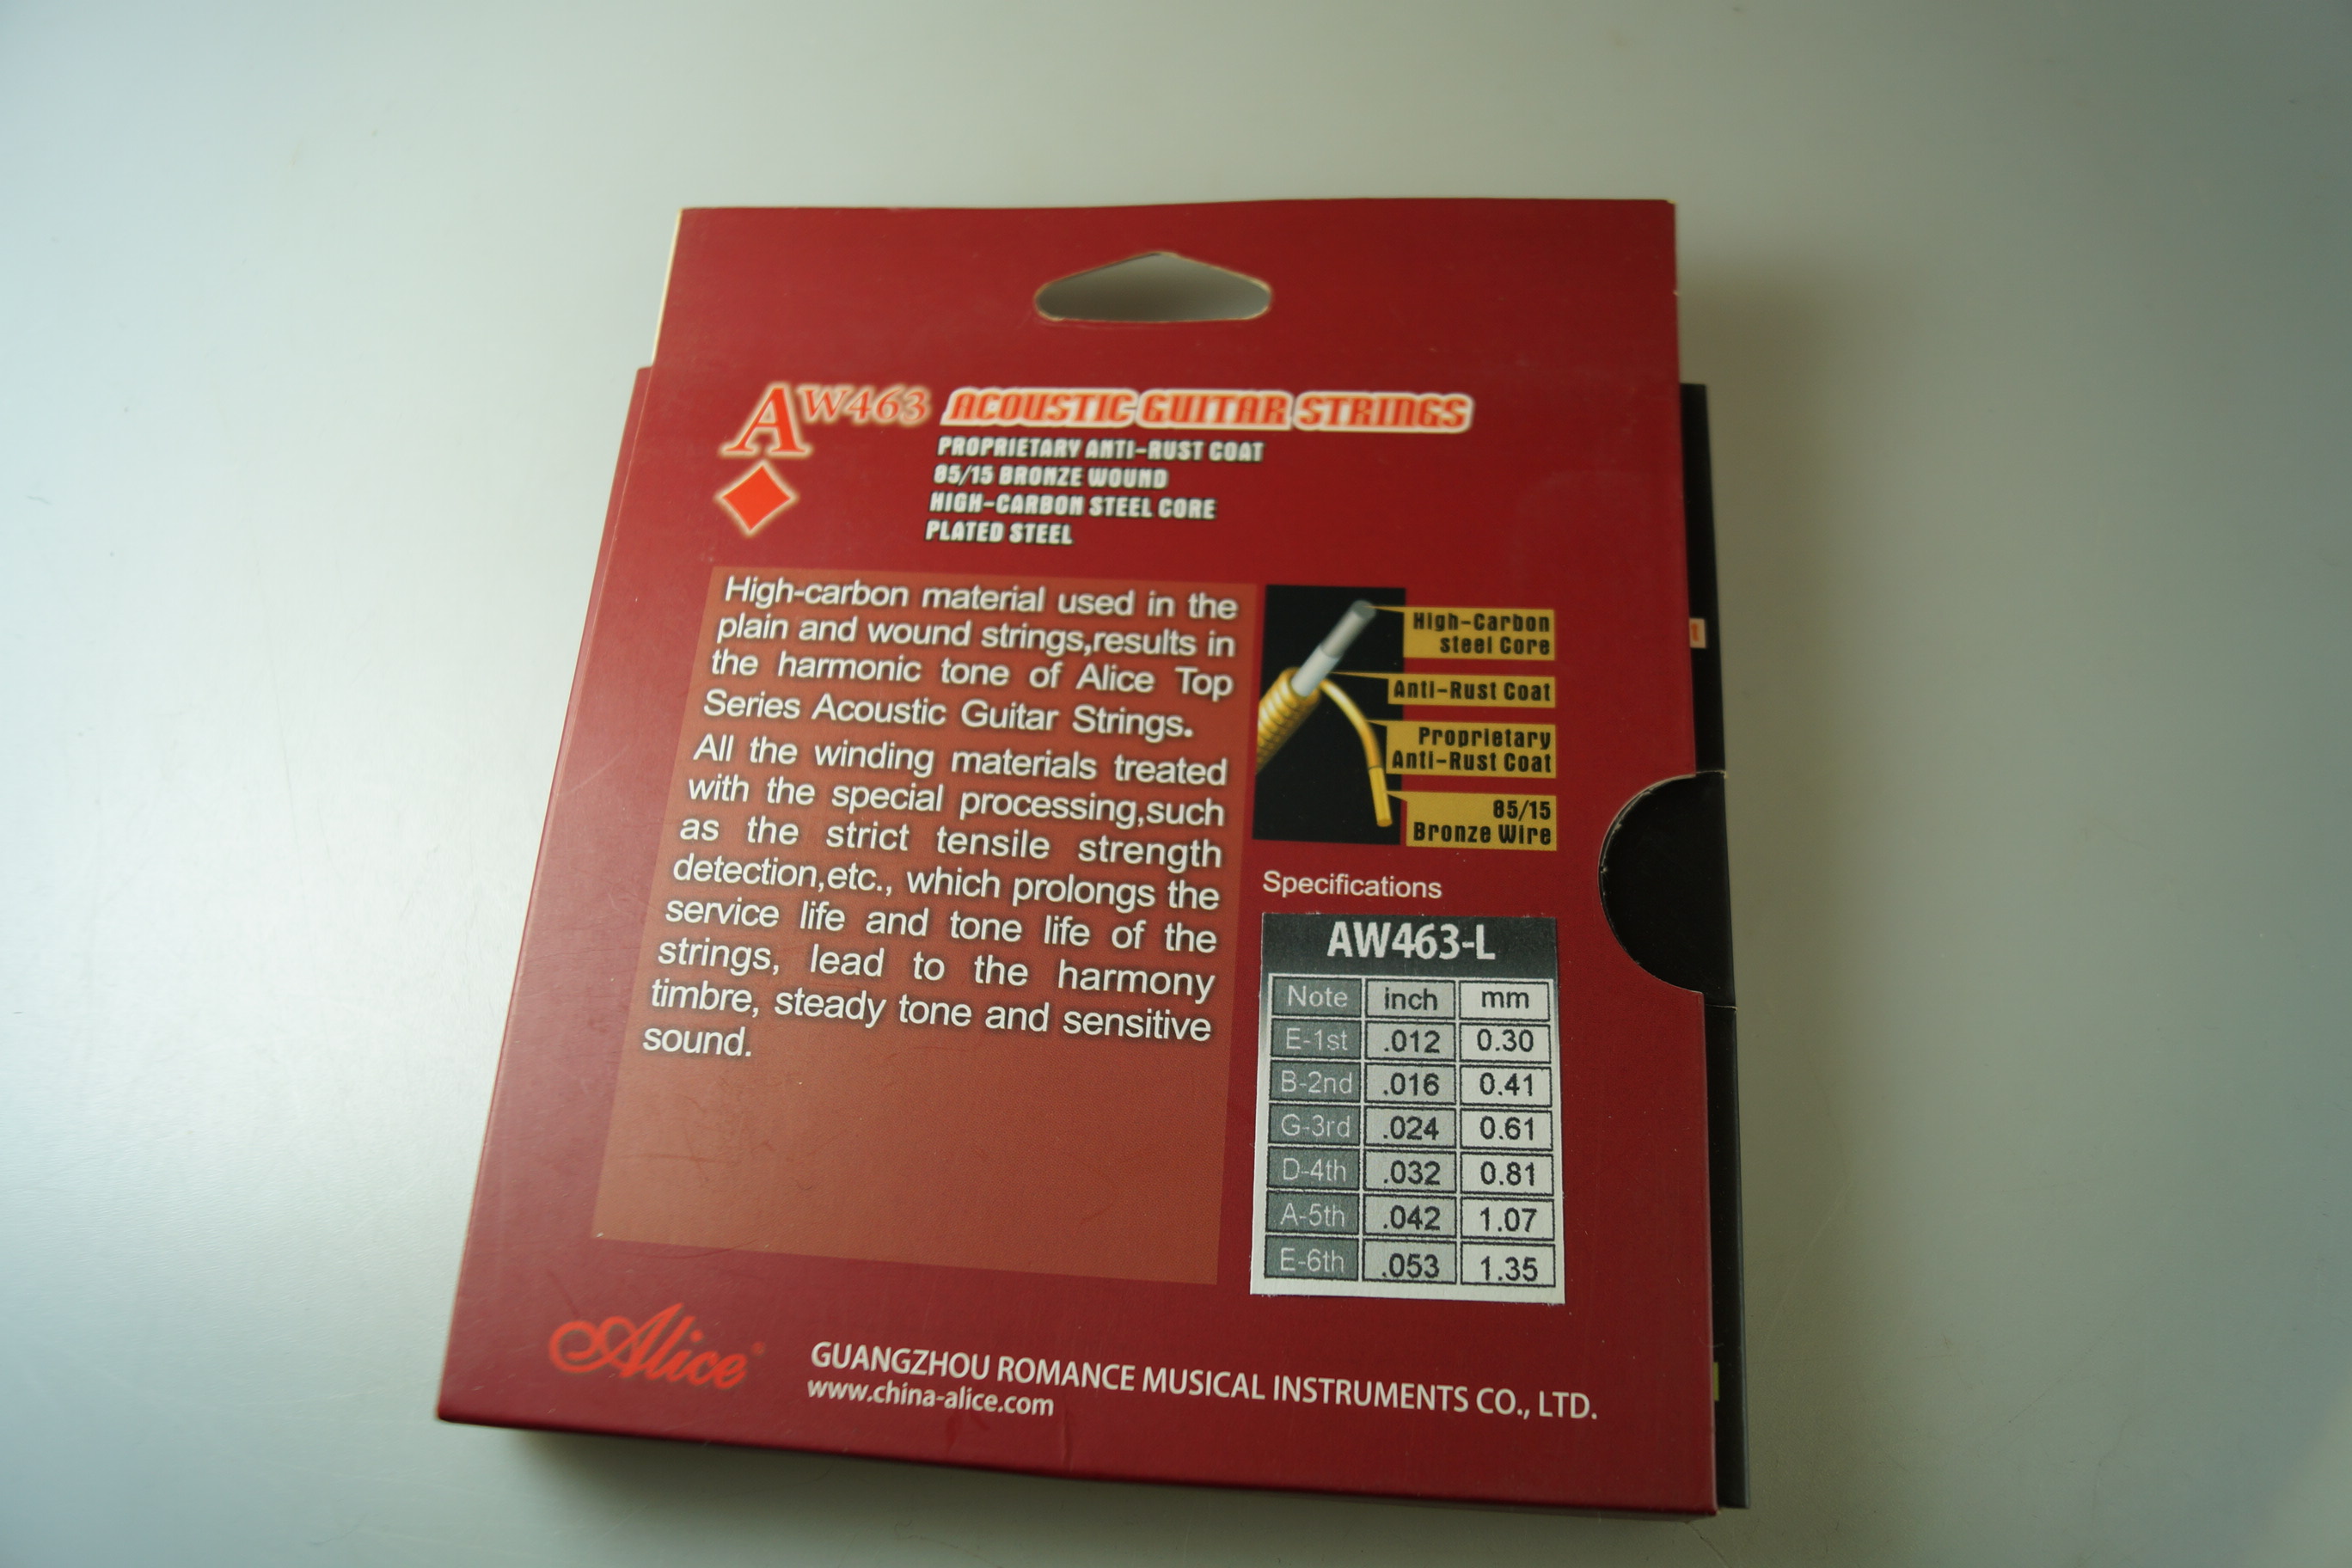 AW463 ACOUSTIC GUITAR STRINGS
PROPRIETARY ANTI-RUST COAT
85/15 BRONZE WOUND
HIGH-CARBON STEEL CORE
PLATED STEEL
High-carbon material used in the
plain and wound strings,results in
the harmonic tone of Alice Top
Series Acoustic Guitar Strings.
All the winding materials treated
with the special processing,such
as the strict tensile strength
detection,etc., which prolongs the
service life and tone life of the
strings, lead to the harmony
timbre, steady tone and sensitive
sound.
High-Carbon
steel Core
Anti-Rust Coat
Proprietary
Anti-Rust Coat
85/15
Bronze Wire
Specifications
AW463-L
Note inch mm
E-1st .012 0.30
B-2nd .016 0.41
G-3rd .024 0.61
D-4th .032 0.81
A-5th .042 1.07
E-6th .053 1.35
Alice®
GUANGZHOU ROMANCE MUSICAL INSTRUMENTS CO., LTD.
www.china-alice.com